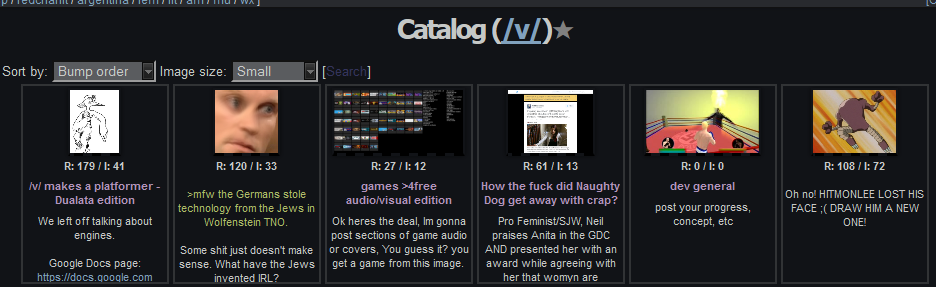 p / redchanit / argentina / fem / lit / am / mu / wx ]
Catalog (/v/)★
Sort by: Bump order Image size: Small [Search]
R: 179 / I: 41
/v/ makes a platformer -
Dualata edition
We left off talking about
engines.
Google Docs page:
https://docs.google.com
R: 120 / I: 33
>mfw the Germans stole
technology from the Jews in
Wolfenstein TNO.
Some shit just doesn't make
sense. What have the Jews
invented IRL?
R: 27 / I: 12
games >4free
audio/visual edition
Ok heres the deal, Im gonna
post sections of game audio
or covers, You guess it? you
get a game from this image.
R: 61 / I: 13
How the fuck did Naughty
Dog get away with crap?
Pro Feminist/SJW, Neil
praises Anita in the GDC
AND presented her with an
award while agreeing with
her that womyn are
R: 0 / I: 0
dev general
post your progress,
concept, etc
R: 108 / I: 72
Oh no! HITMONLEE LOST HIS
FACE ;( DRAW HIM A NEW
ONE!